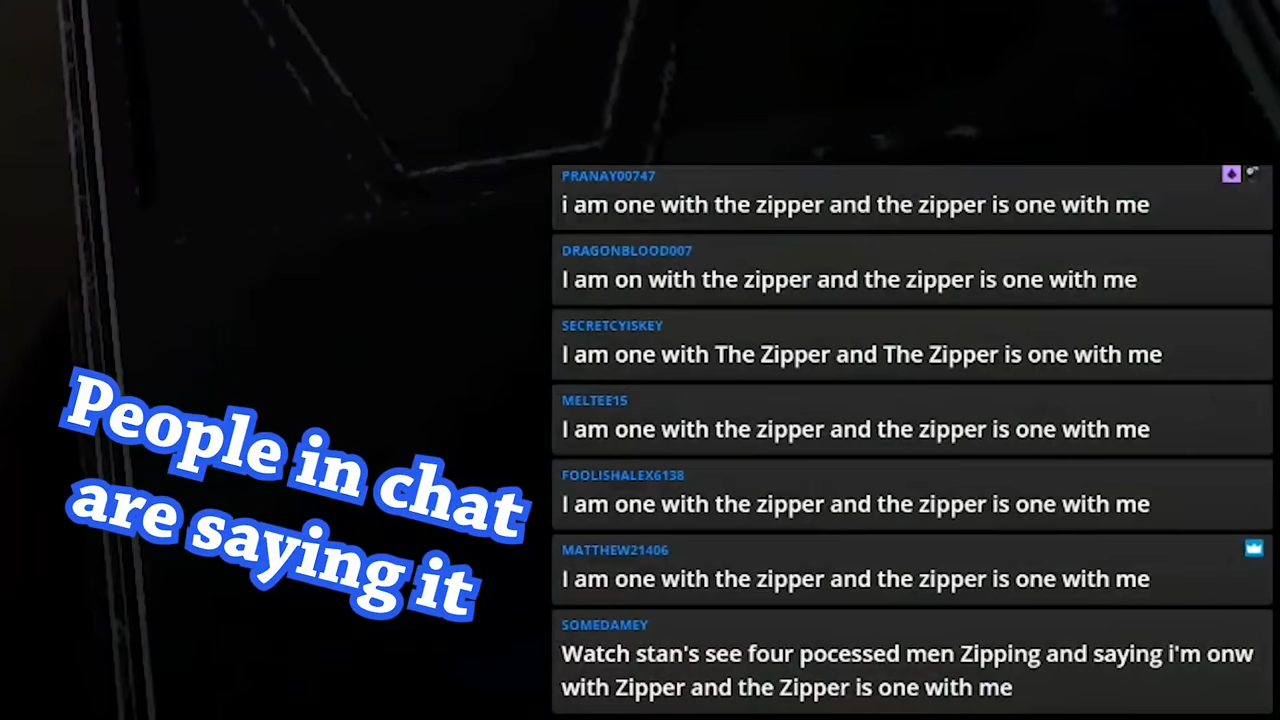 PRANAY00747
i am one with the zipper and the zipper is one with me
DRAGONBLOOD007
I am on with the zipper and the zipper is one with me
SECRETCYISKEY
I am one with The Zipper and The Zipper is one with me
MELTEE15
I am one with the zipper and the zipper is one with me
FOOLISHALEX6138
I am one with the zipper and the zipper is one with me
MATTHEW21406
I am one with the zipper and the zipper is one with me
SOMEDAMEY
Watch stan's see four pocessed men Zipping and saying i'm onw
with Zipper and the Zipper is one with me
People in chat
are saying it